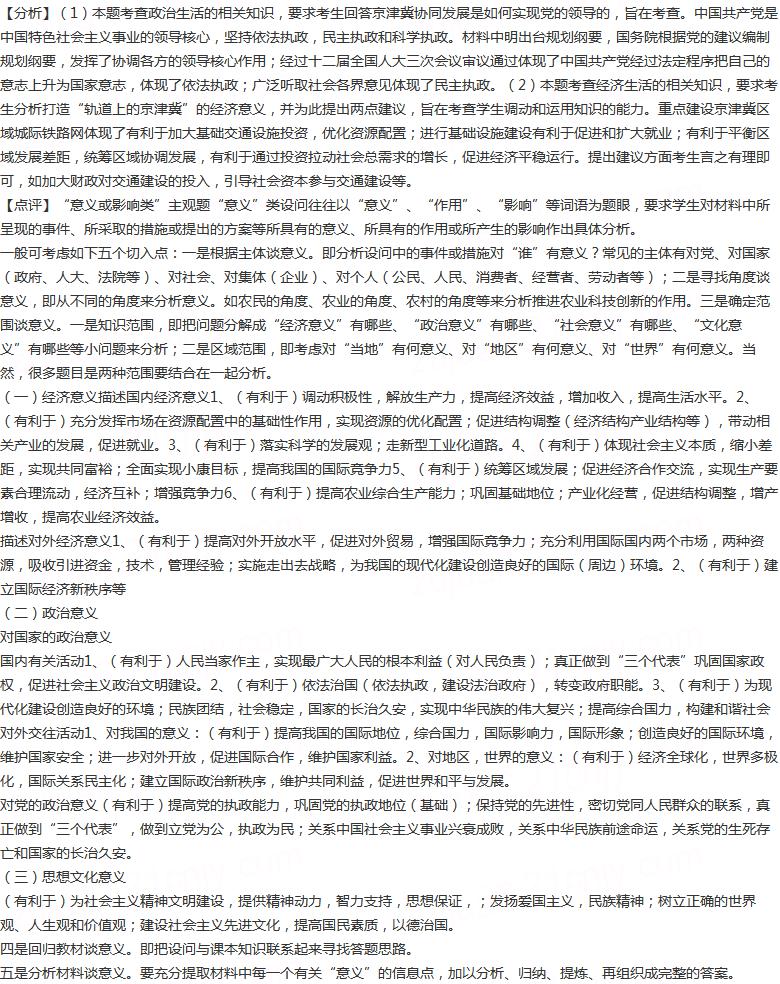 【分析】（1）本题考查政治生活的相关知识，要求考生回答京津冀协同发展是如何实现党的领导的，旨在考查。中国共产党是
中国特色社会主义事业的领导核心，坚持依法执政，民主执政和科学执政。材料中明出台规划纲要，国务院根据党的建议编制
规划纲要，发挥了协调各方的领导核心作用；经过十二届全国人大三次会议审议通过体现了中国共产党经过法定程序把自己的
意志上升为国家意志，体现了依法执政；广泛听取社会各界意见体现了民主执政。（2）本题考查经济生活的相关知识，要求考
生分析打造“轨道上的京津冀”的经济意义，并为此提出两点建议，旨在考查学生调动和运用知识的能力。重点建设京津冀区
域城际铁路网体现了有利于加大基础交通设施投资，优化资源配置；进行基础设施建设有利于促进和扩大就业；有利于平衡区
域发展差距，统筹区域协调发展，有利于通过投资拉动社会总需求的增长，促进经济平稳运行。提出建议方面考生言之有理即
可，如加大财政对交通建设的投入，引导社会资本参与交通建设等。
【点评】“意义或影响类”主观题“意义”类设问往往以“意义”、“作用”、“影响”等词语为题眼，要求学生对材料中所
呈现的事件、所采取的措施或提出的方案等所具有的意义、所具有的作用或所产生的影响作出具体分析。
一般可考虑如下五个切入点：一是根据主体谈意义。即分析设问中的事件或措施对“谁”有意义？常见的主体有对党、对国家
（政府、人大、法院等）、对社会、对集体（企业）、对个人（公民、人民、消费者、经营者、劳动者等）；二是寻找角度谈
意义，即从不同的角度来分析意义。如农民的角度、农业的角度、农村的角度等来分析推进农业科技创新的作用。三是确定范
围谈意义。一是知识范围，即把问题分解成“经济意义”有哪些、“政治意义”有哪些、“社会意义”有哪些、“文化意
义”有哪些等小问题来分析；二是区域范围，即考虑对“当地”有何意义、对“地区”有何意义、对“世界”有何意义。当
然，很多题目是两种范围要结合在一起分析。
（一）经济意义描述国内经济意义1、（有利于）调动积极性，解放生产力，提高经济效益，增加收入，提高生活水平。2、
（有利于）充分发挥市场在资源配置中的基础性作用，实现资源的优化配置；促进结构调整（经济结构产业结构等），带动相
关产业的发展，促进就业。3、（有利于）落实科学的发展观；走新型工业化道路。4、（有利于）体现社会主义本质，缩小差
距，实现共同富裕；全面实现小康目标，提高我国的国际竞争力5、（有利于）统筹区域发展；促进经济合作交流，实现生产要
素合理流动，经济互补；增强竞争力6、（有利于）提高农业综合生产能力；巩固基础地位；产业化经营，促进结构调整，增产
增收，提高农业经济效益。
描述对外经济意义1、（有利于）提高对外开放水平，促进对外贸易，增强国际竞争力；充分利用国际国内两个市场，两种资
源，吸收引进资金，技术，管理经验；实施走出去战略，为我国的现代化建设创造良好的国际（周边）环境。2、（有利于）建
立国际经济新秩序等
（二）政治意义
对国家的政治意义
国内有关活动1、（有利于）人民当家作主，实现最广大人民的根本利益（对人民负责）；真正做到“三个代表”巩固国家政
权，促进社会主义政治文明建设。2、（有利于）依法治国（依法执政，建设法治政府），转变政府职能。3、（有利于）为现
代化建设创造良好的环境；民族团结，社会稳定，国家的长治久安，实现中华民族的伟大复兴；提高综合国力，构建和谐社会
对外交往活动1、对我国的意义：（有利于）提高我国的国际地位，综合国力，国际影响力，国际形象；创造良好的国际环境，
维护国家安全；进一步对外开放，促进国际合作，维护国家利益。2、对地区，世界的意义：（有利于）经济全球化，世界多极
化，国际关系民主化；建立国际政治新秩序，维护共同利益，促进世界和平与发展。
对党的政治意义（有利于）提高党的执政能力，巩固党的执政地位（基础）；保持党的先进性，密切党同人民群众的联系，真
正做到“三个代表”，做到立党为公，执政为民；关系中国社会主义事业兴衰成败，关系中华民族前途命运，关系党的生死存
亡和国家的长治久安。
（三）思想文化意义
（有利于）为社会主义精神文明建设，提供精神动力，智力支持，思想保证，；发扬爱国主义，民族精神；树立正确的世界
观、人生观和价值观；建设社会主义先进文化，提高国民素质，以德治国。
四是回归教材谈意义。即把设问与课本知识联系起来寻找答题思路。
五是分析材料谈意义。要充分提取材料中每一个有关“意义”的信息点，加以分析、归纳、提炼、再组织成完整的答案。